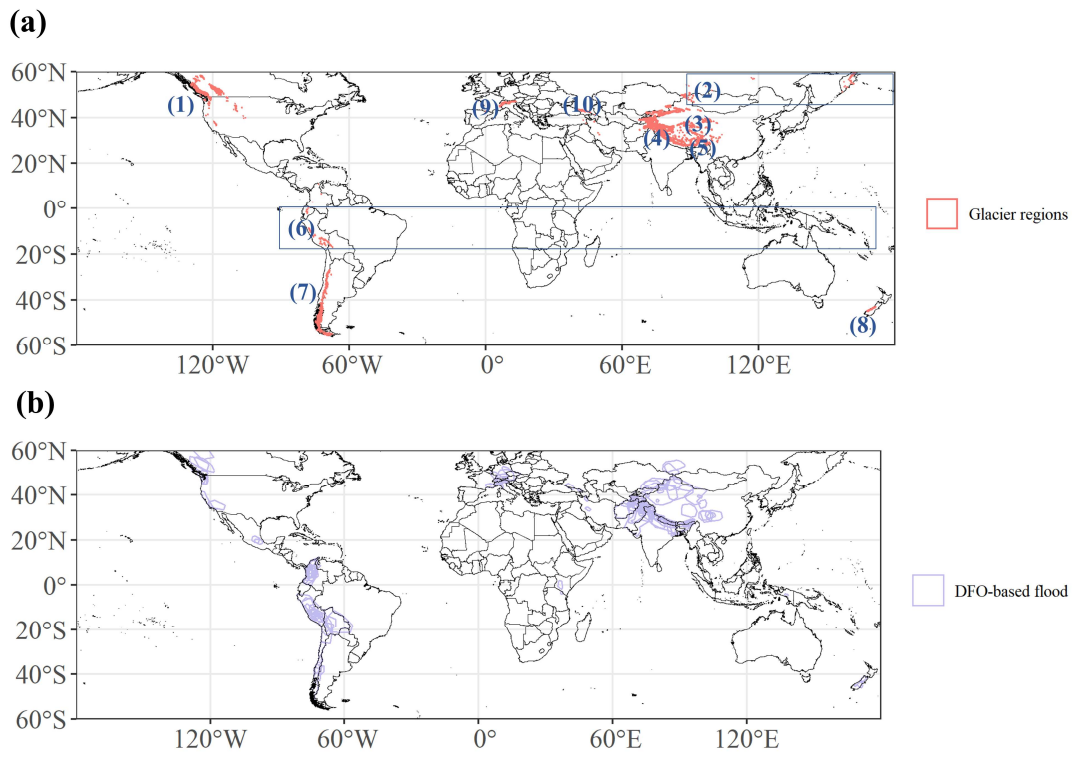 (a)
60°N
40°N
20°N
0°
20°S
40°S
60°S
(1)
(9)
(10)
(2)
(3)
(4)
(5)
(6)
(7)
(8)
120°W 60°W 0° 60°E 120°E
Glacier regions
(b)
60°N
40°N
20°N
0°
20°S
40°S
60°S
120°W 60°W 0° 60°E 120°E
DFO-based flood